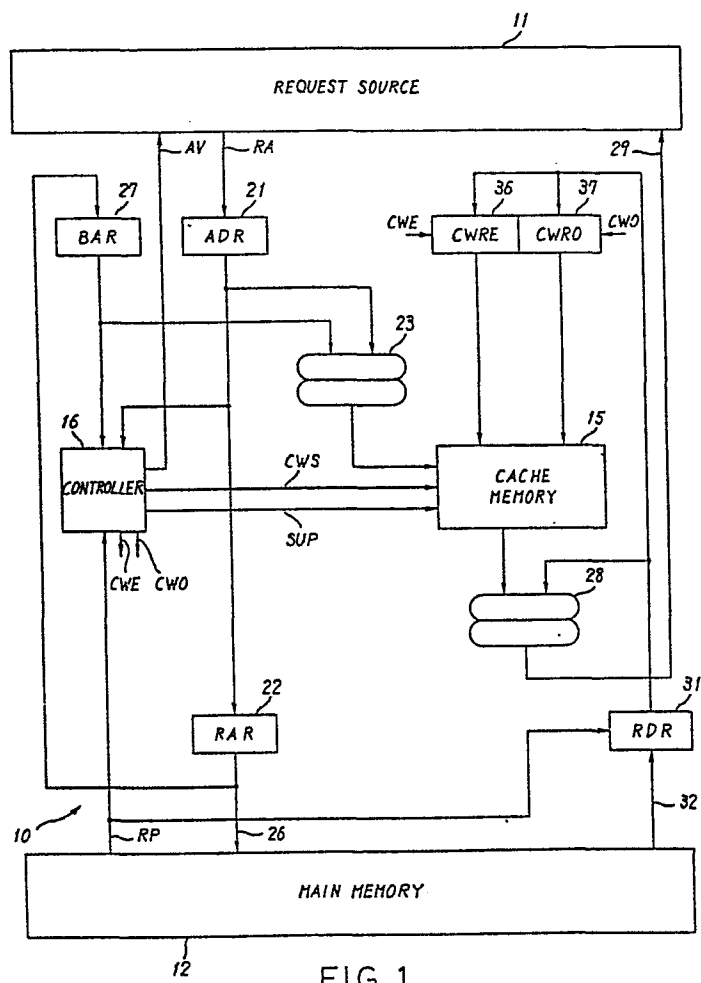 11
REQUEST SOURCE
AV
RA
29
27
21
36
37
BAR
ADR
CWE
CWRE
CWRO
CWO
23
16
15
CONTROLLER
CWS
CACHE
MEMORY
SUP
CWE
CWO
28
22
31
RAR
RDR
10
RP
26
32
MAIN MEMORY
12
FIG. 1